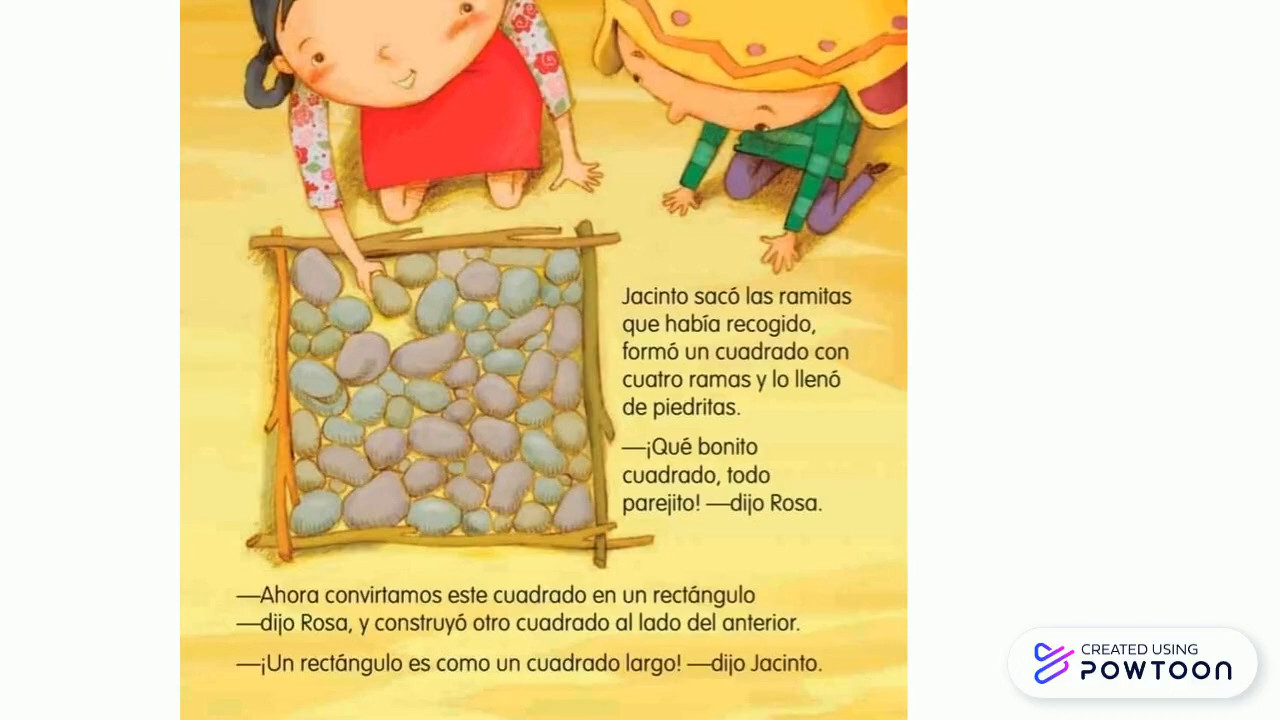 Jacinto sacó las ramitas
que había recogido,
formó un cuadrado con
cuatro ramas y lo llenó
de piedritas.
—¡Qué bonito
cuadrado, todo
parejito! —dijo Rosa.
—Ahora convirtamos este cuadrado en un rectángulo
—dijo Rosa, y construyó otro cuadrado al lado del anterior.
—¡Un rectángulo es como un cuadrado largo! —dijo Jacinto.
CREATED USING
POWTOON